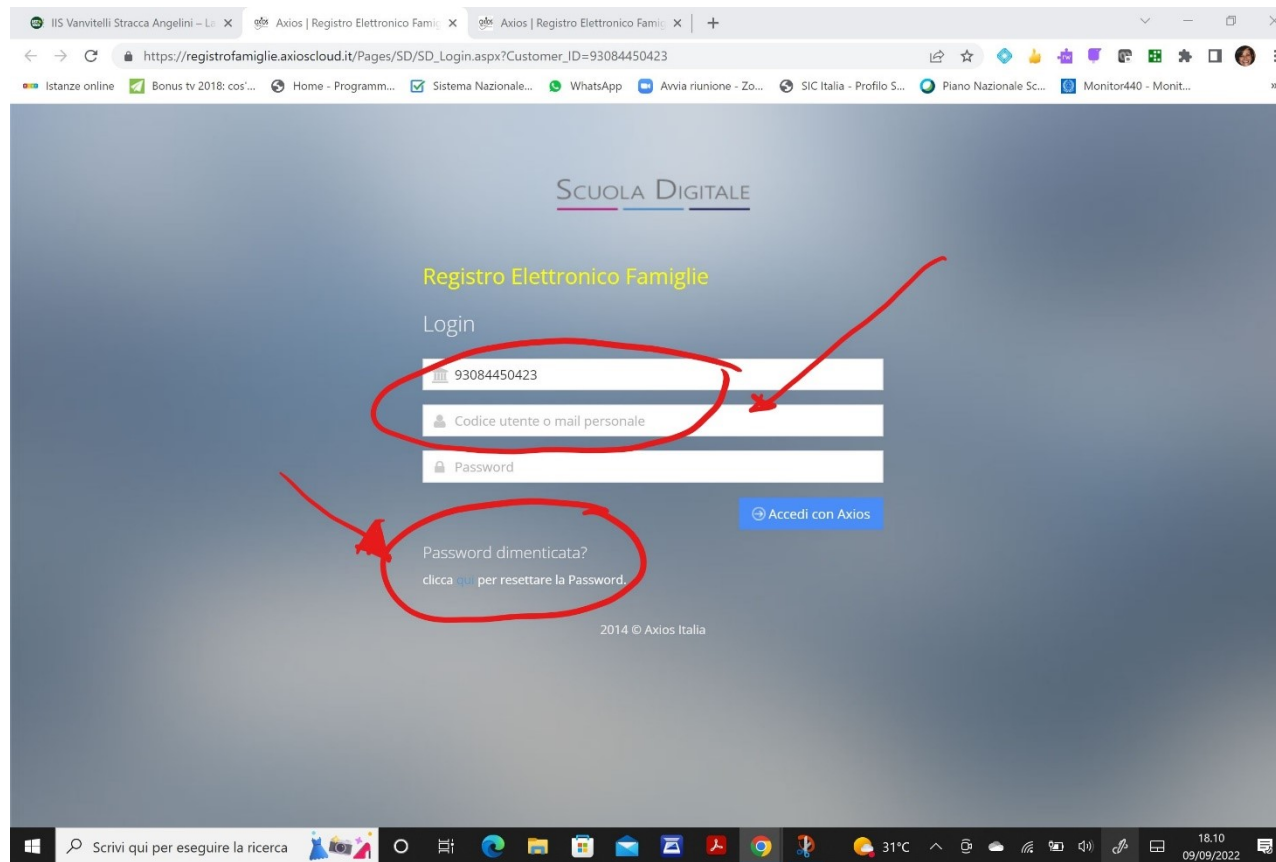 IIS Vanvitelli Stracca Angelini – La
Axios | Registro Elettronico Famig
Axios | Registro Elettronico Famig
https://registrofamiglie.axioscloud.it/Pages/SD/SD_Login.aspx?Customer_ID=93084450423
Istanze online
Bonus tv 2018: cos'...
Home - Programm...
Sistema Nazionale...
WhatsApp
Avvia riunione - Zo...
SIC Italia - Profilo S...
Piano Nazionale Sc...
Monitor440 - Monit...
SCUOLA DIGITALE
Registro Elettronico Famiglie
Login
93084450423
Codice utente o mail personale
Password
Accedi con Axios
Password dimenticata?
clicca qui per resettare la Password.
2014 © Axios Italia
Scrivi qui per eseguire la ricerca
31°C
18.10
09/09/2022